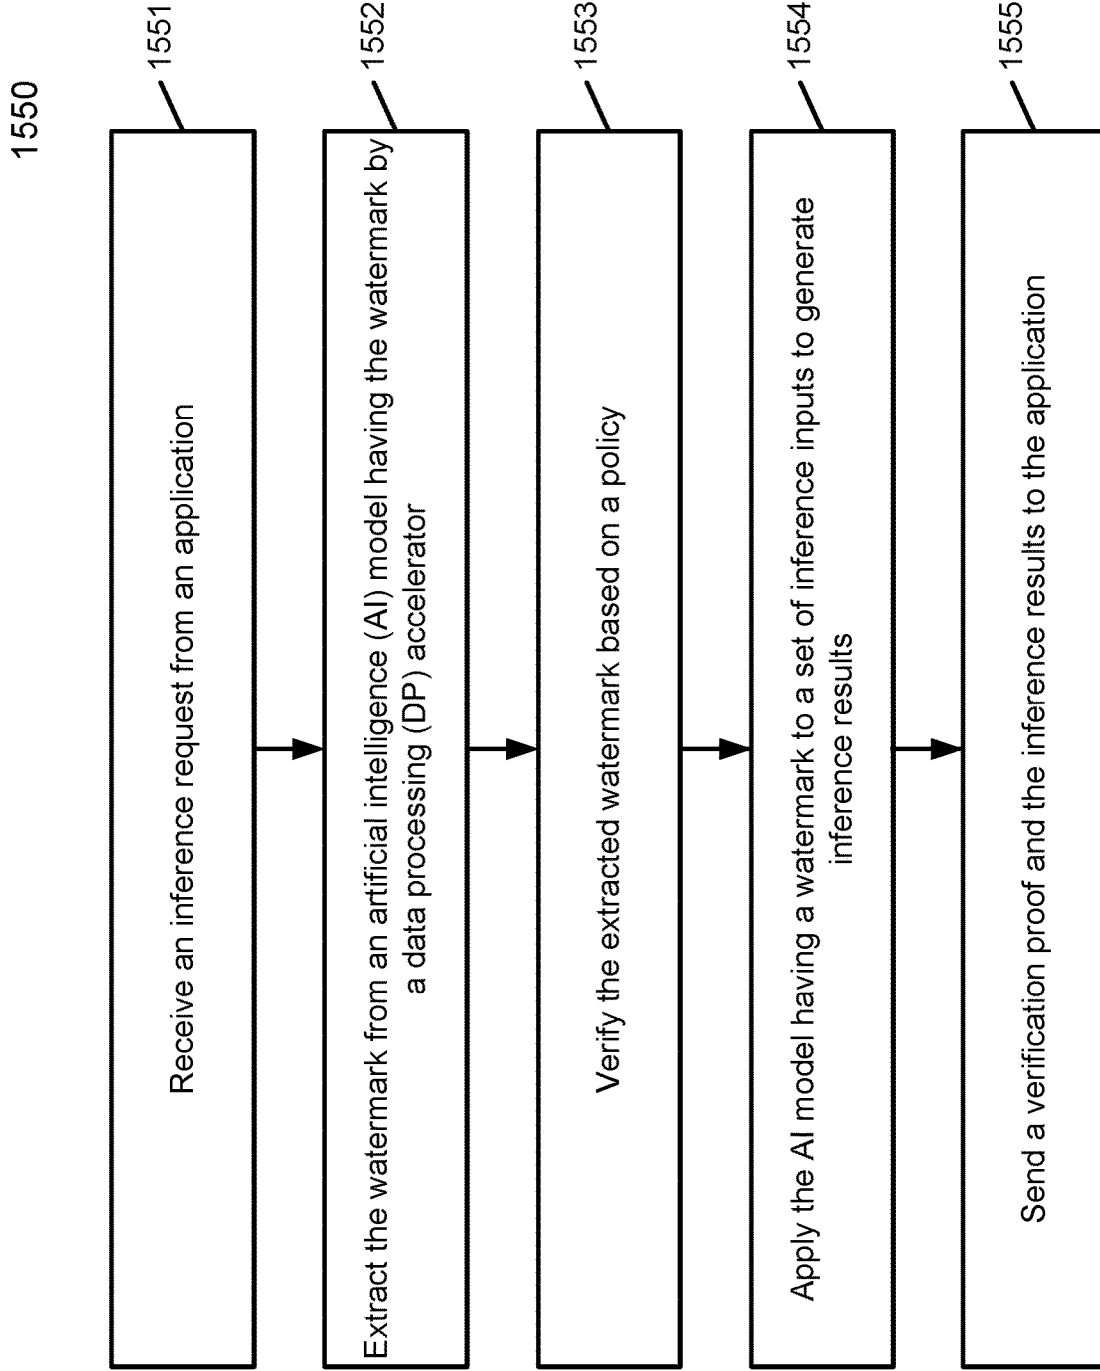 1550
1551
Receive an inference request from an application
1552
Extract the watermark from an artificial intelligence (AI) model having the watermark by
a data processing (DP) accelerator
1553
Verify the extracted watermark based on a policy
1554
Apply the AI model having a watermark to a set of inference inputs to generate
inference results
1555
Send a verification proof and the inference results to the application